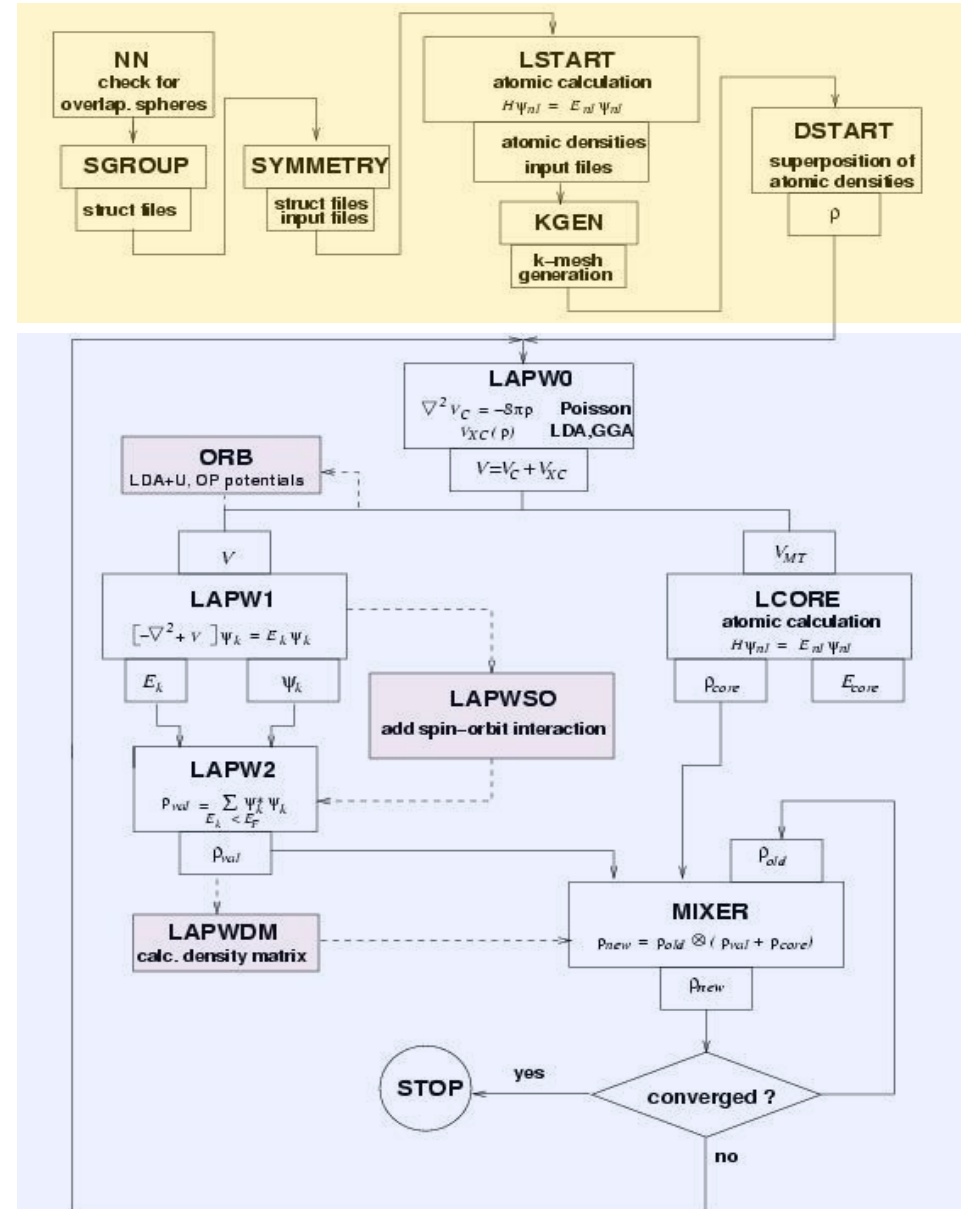 NN
check for
overlap. spheres
SGROUP
struct files
SYMMETRY
struct files
input files
LSTART
atomic calculation
Hψnl = Enl ψnl
atomic densities
input files
KGEN
k−mesh
generation
DSTART
superposition of
atomic densities
ρ
LAPW0
∇²VC = −8πρ Poisson
VXC(ρ) LDA,GGA
V=VC + VXC
ORB
LDA+U, OP potentials
V
LAPW1
[−∇²+V ]ψk = Ek ψk
Ek
ψk
LAPWSO
add spin−orbit interaction
LAPW2
ρval = Σ ψ*k ψk
Ek < EF
ρval
LAPWDM
calc. density matrix
VMT
LCORE
atomic calculation
Hψnl = Enl ψnl
ρcore
Ecore
ρold
MIXER
ρnew = ρold ⊗ (ρval + ρcore)
ρnew
converged ?
yes
STOP
no